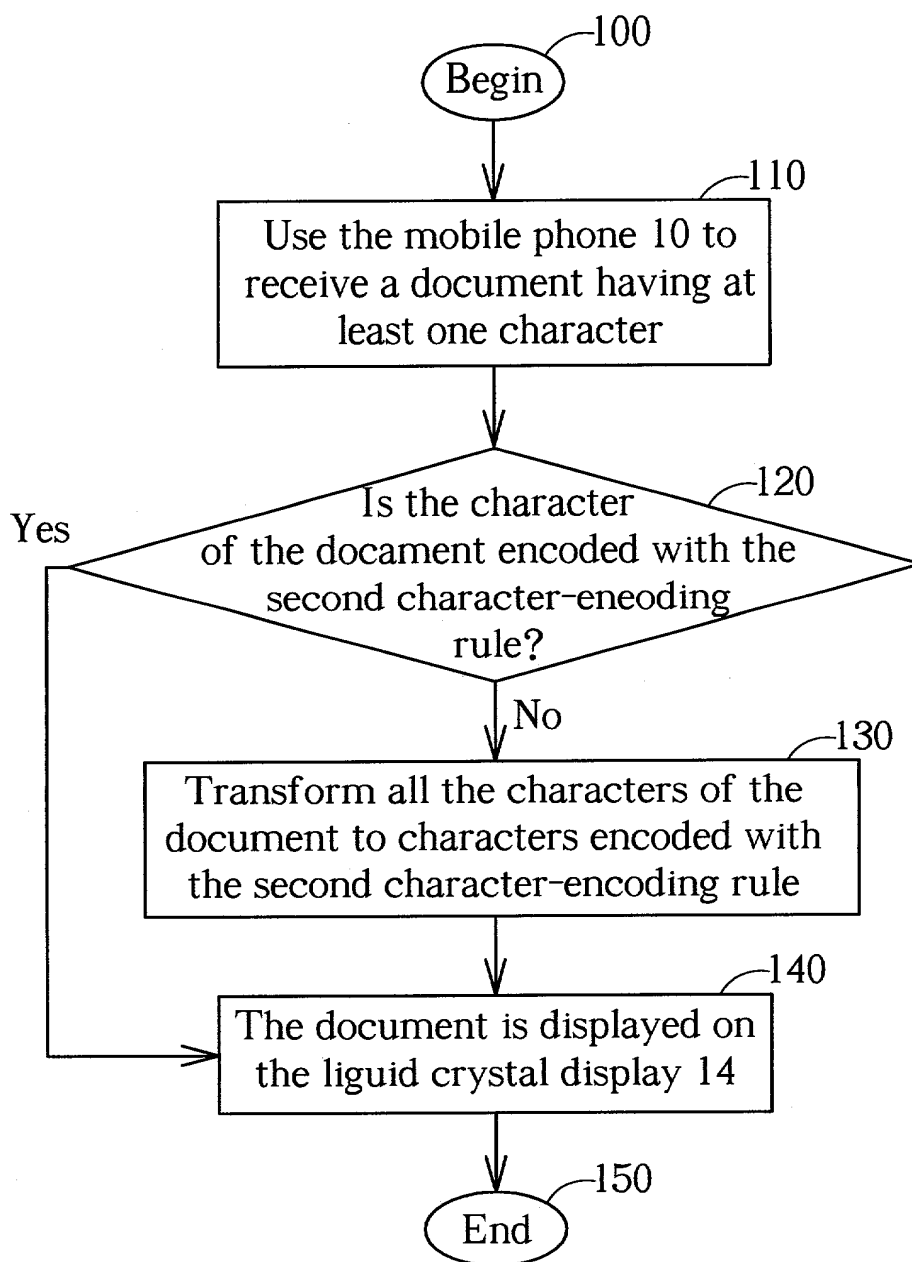 100
Begin
110
Use the mobile phone 10 to
receive a document having at
least one character
120
Is the character
of the docament encoded with the
second character-eneoding
rule?
Yes
No
130
Transform all the characters of the
document to characters encoded with
the second character-encoding rule
140
The document is displayed on
the liguid crystal display 14
150
End